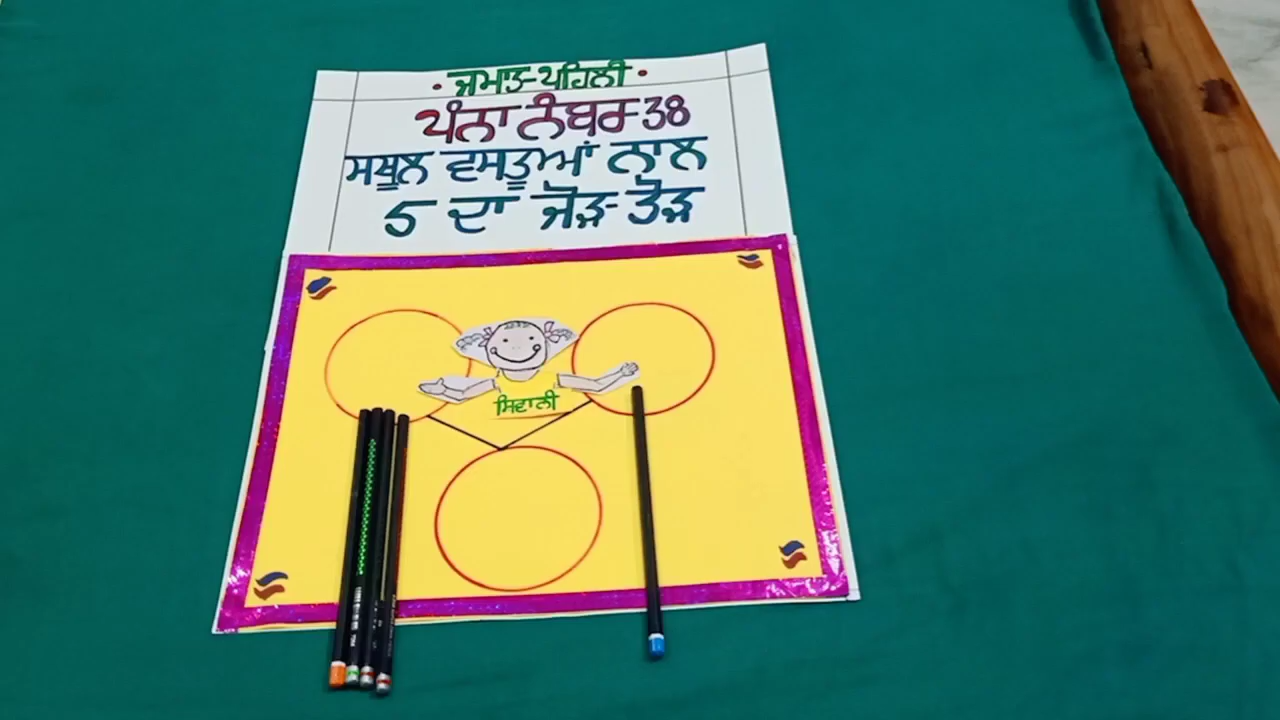 ਜਮਾਤ-ਪਹਿਲੀ
ਪੰਨਾ ਨੰਬਰ-38
ਸਥੂਲ ਵਸਤੂਆਂ ਨਾਲ
5 ਦਾ ਜੋੜ-ਤੋੜ
ਸਿਵਾਨੀ